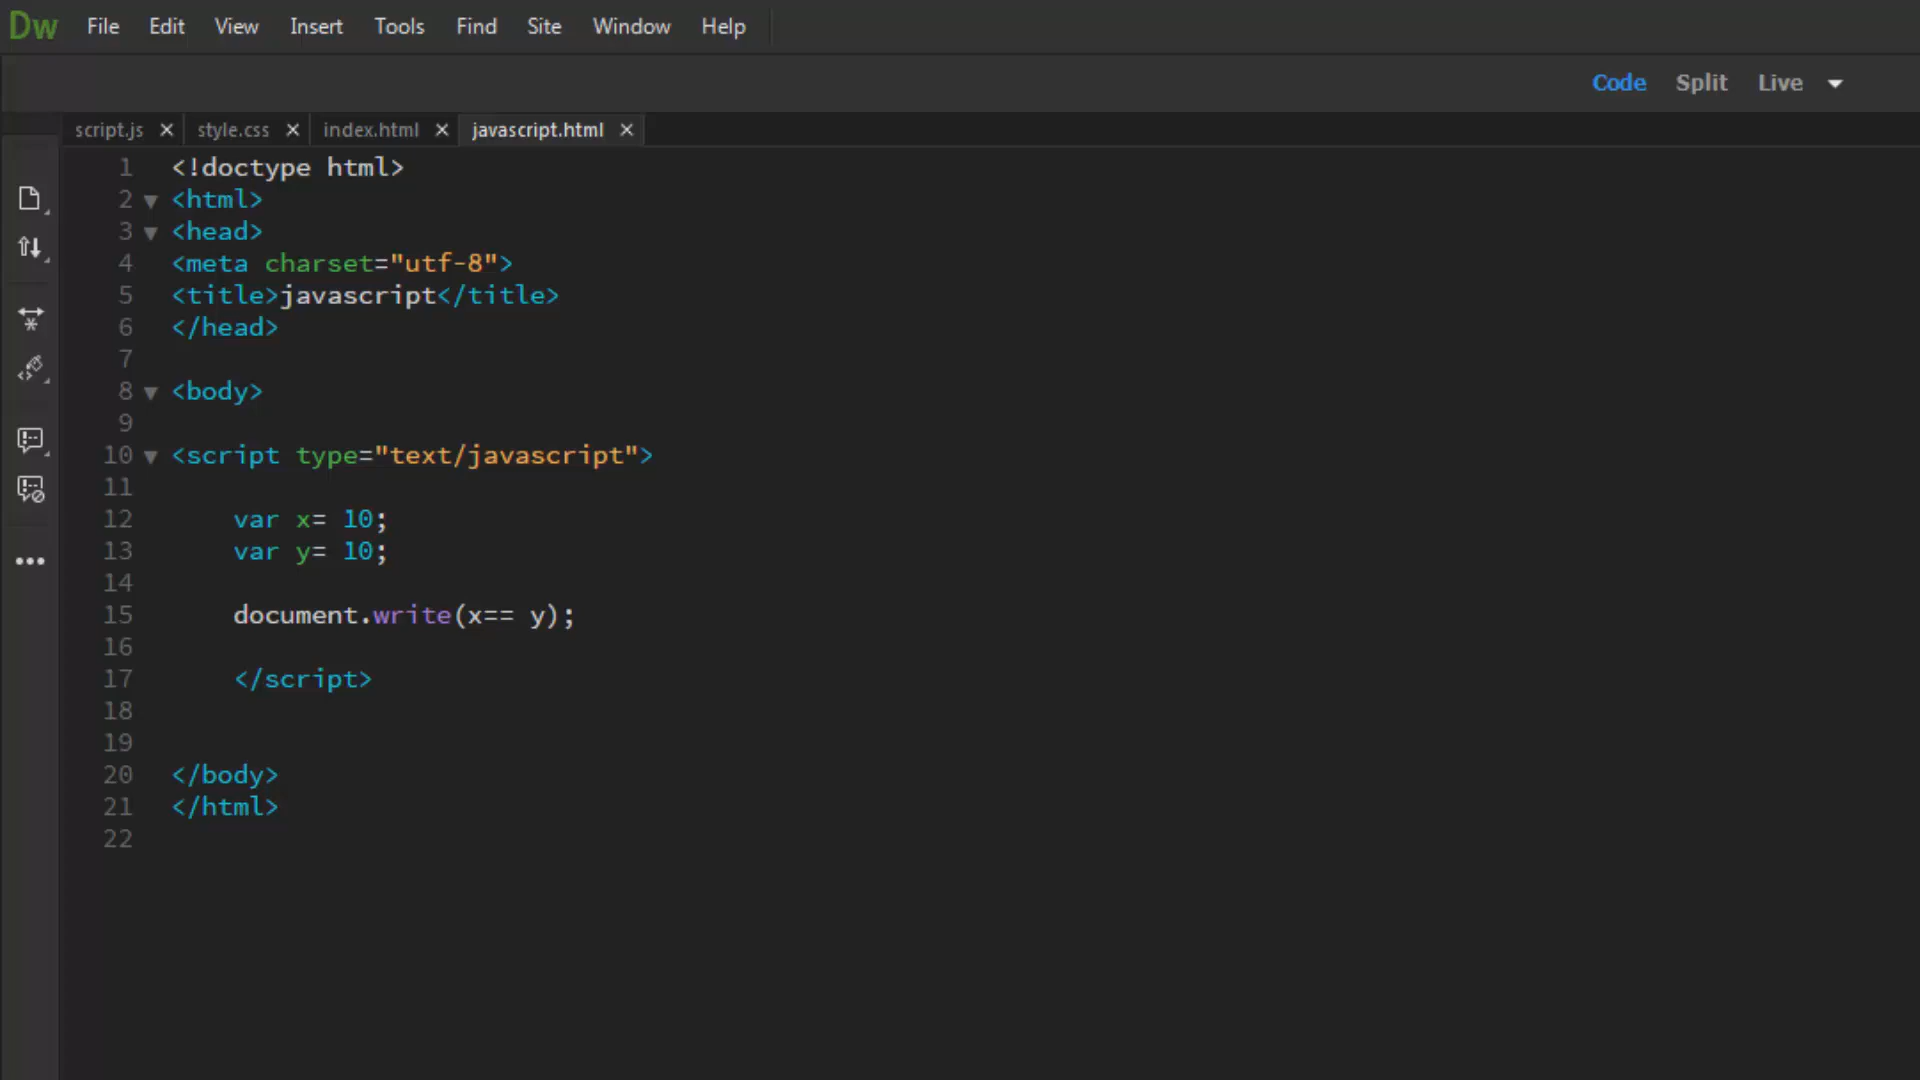 Dw File Edit View Insert Tools Find Site Window Help
Code Split Live
script.js × style.css × index.html × javascript.html ×
1 <!doctype html>
2 ▼ <html>
3 ▼ <head>
4 <meta charset="utf-8">
5 <title>javascript</title>
6 </head>
7
8 ▼ <body>
9
10 ▼ <script type="text/javascript">
11
12 var x= 10;
13 var y= 10;
14
15 document.write(x== y);
16
17 </script>
18
19
20 </body>
21 </html>
22